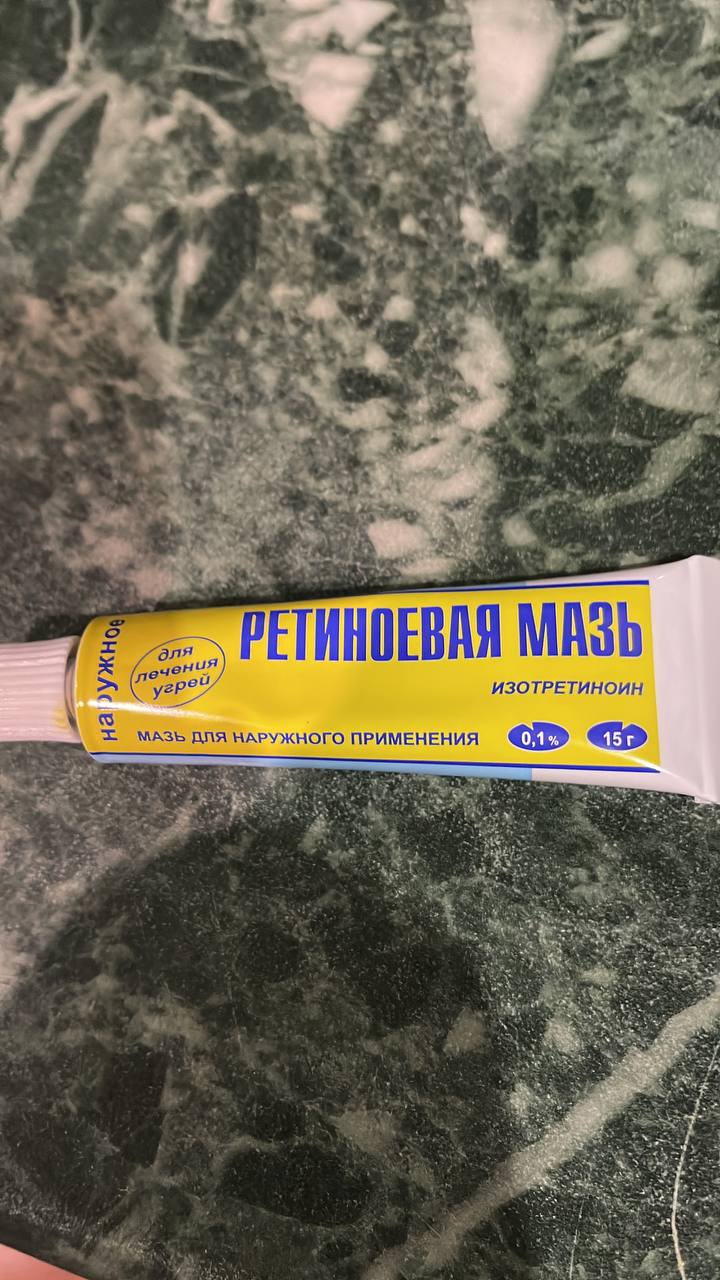 наружное
для
лечения
угрей
РЕТИНОЕВАЯ МАЗЬ
ИЗОТРЕТИНОИН
МАЗЬ ДЛЯ НАРУЖНОГО ПРИМЕНЕНИЯ
0,1% 15 г